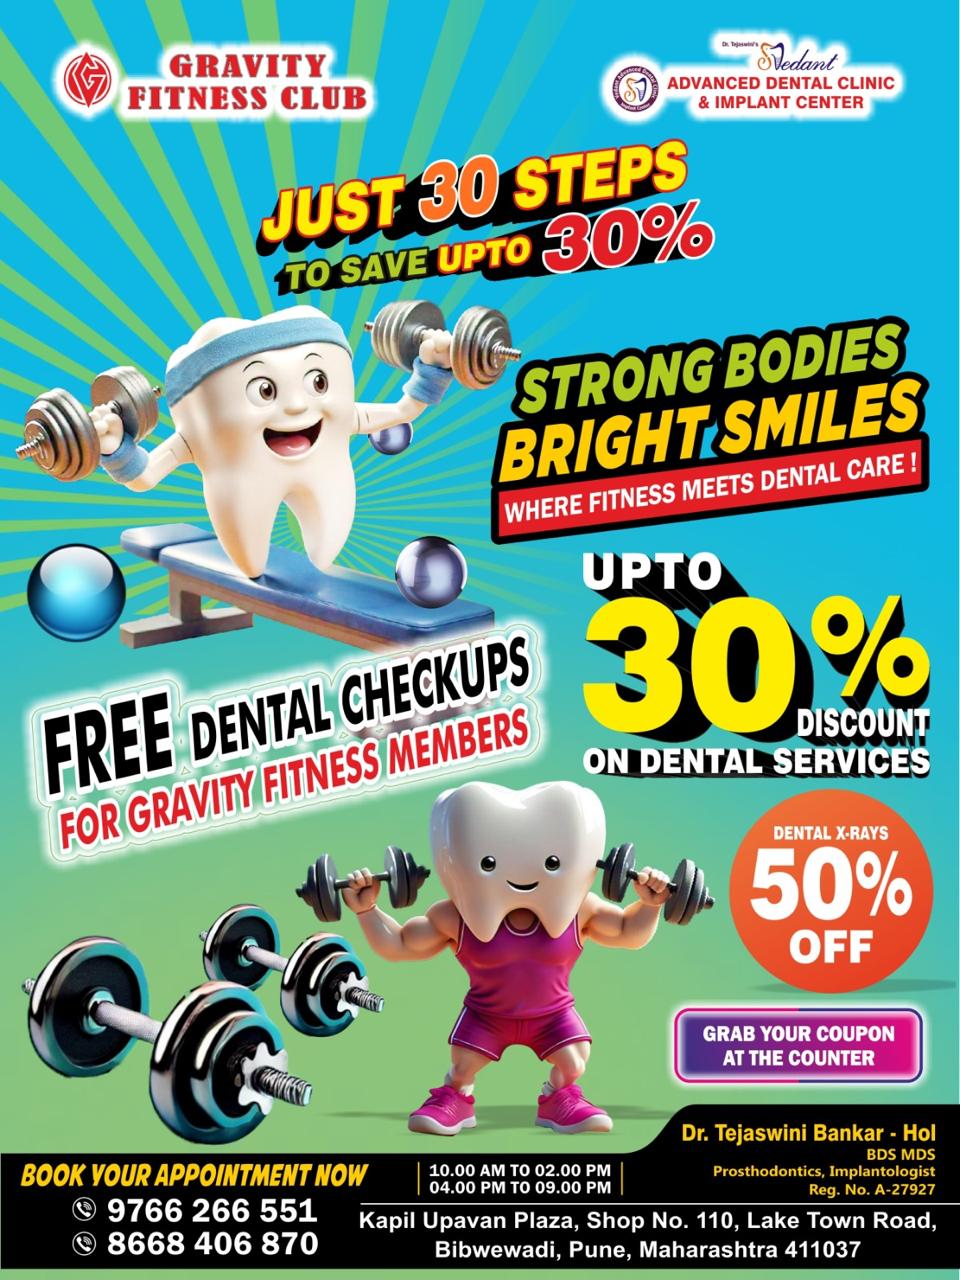 GRAVITY
FITNESS CLUB
Dr. Tejaswini's
Vedant
ADVANCED DENTAL CLINIC
& IMPLANT CENTER
JUST 30 STEPS
TO SAVE UPTO 30%
STRONG BODIES
BRIGHT SMILES
WHERE FITNESS MEETS DENTAL CARE !
UPTO
30%
DISCOUNT
ON DENTAL SERVICES
FREE DENTAL CHECKUPS
FOR GRAVITY FITNESS MEMBERS
DENTAL X-RAYS
50%
OFF
GRAB YOUR COUPON
AT THE COUNTER
Dr. Tejaswini Bankar - Hol
BDS MDS
Prosthodontics, Implantologist
Reg. No. A-27927
BOOK YOUR APPOINTMENT NOW
9766 266 551
8668 406 870
10.00 AM TO 02.00 PM
04.00 PM TO 09.00 PM
Kapil Upavan Plaza, Shop No. 110, Lake Town Road,
Bibwewadi, Pune, Maharashtra 411037